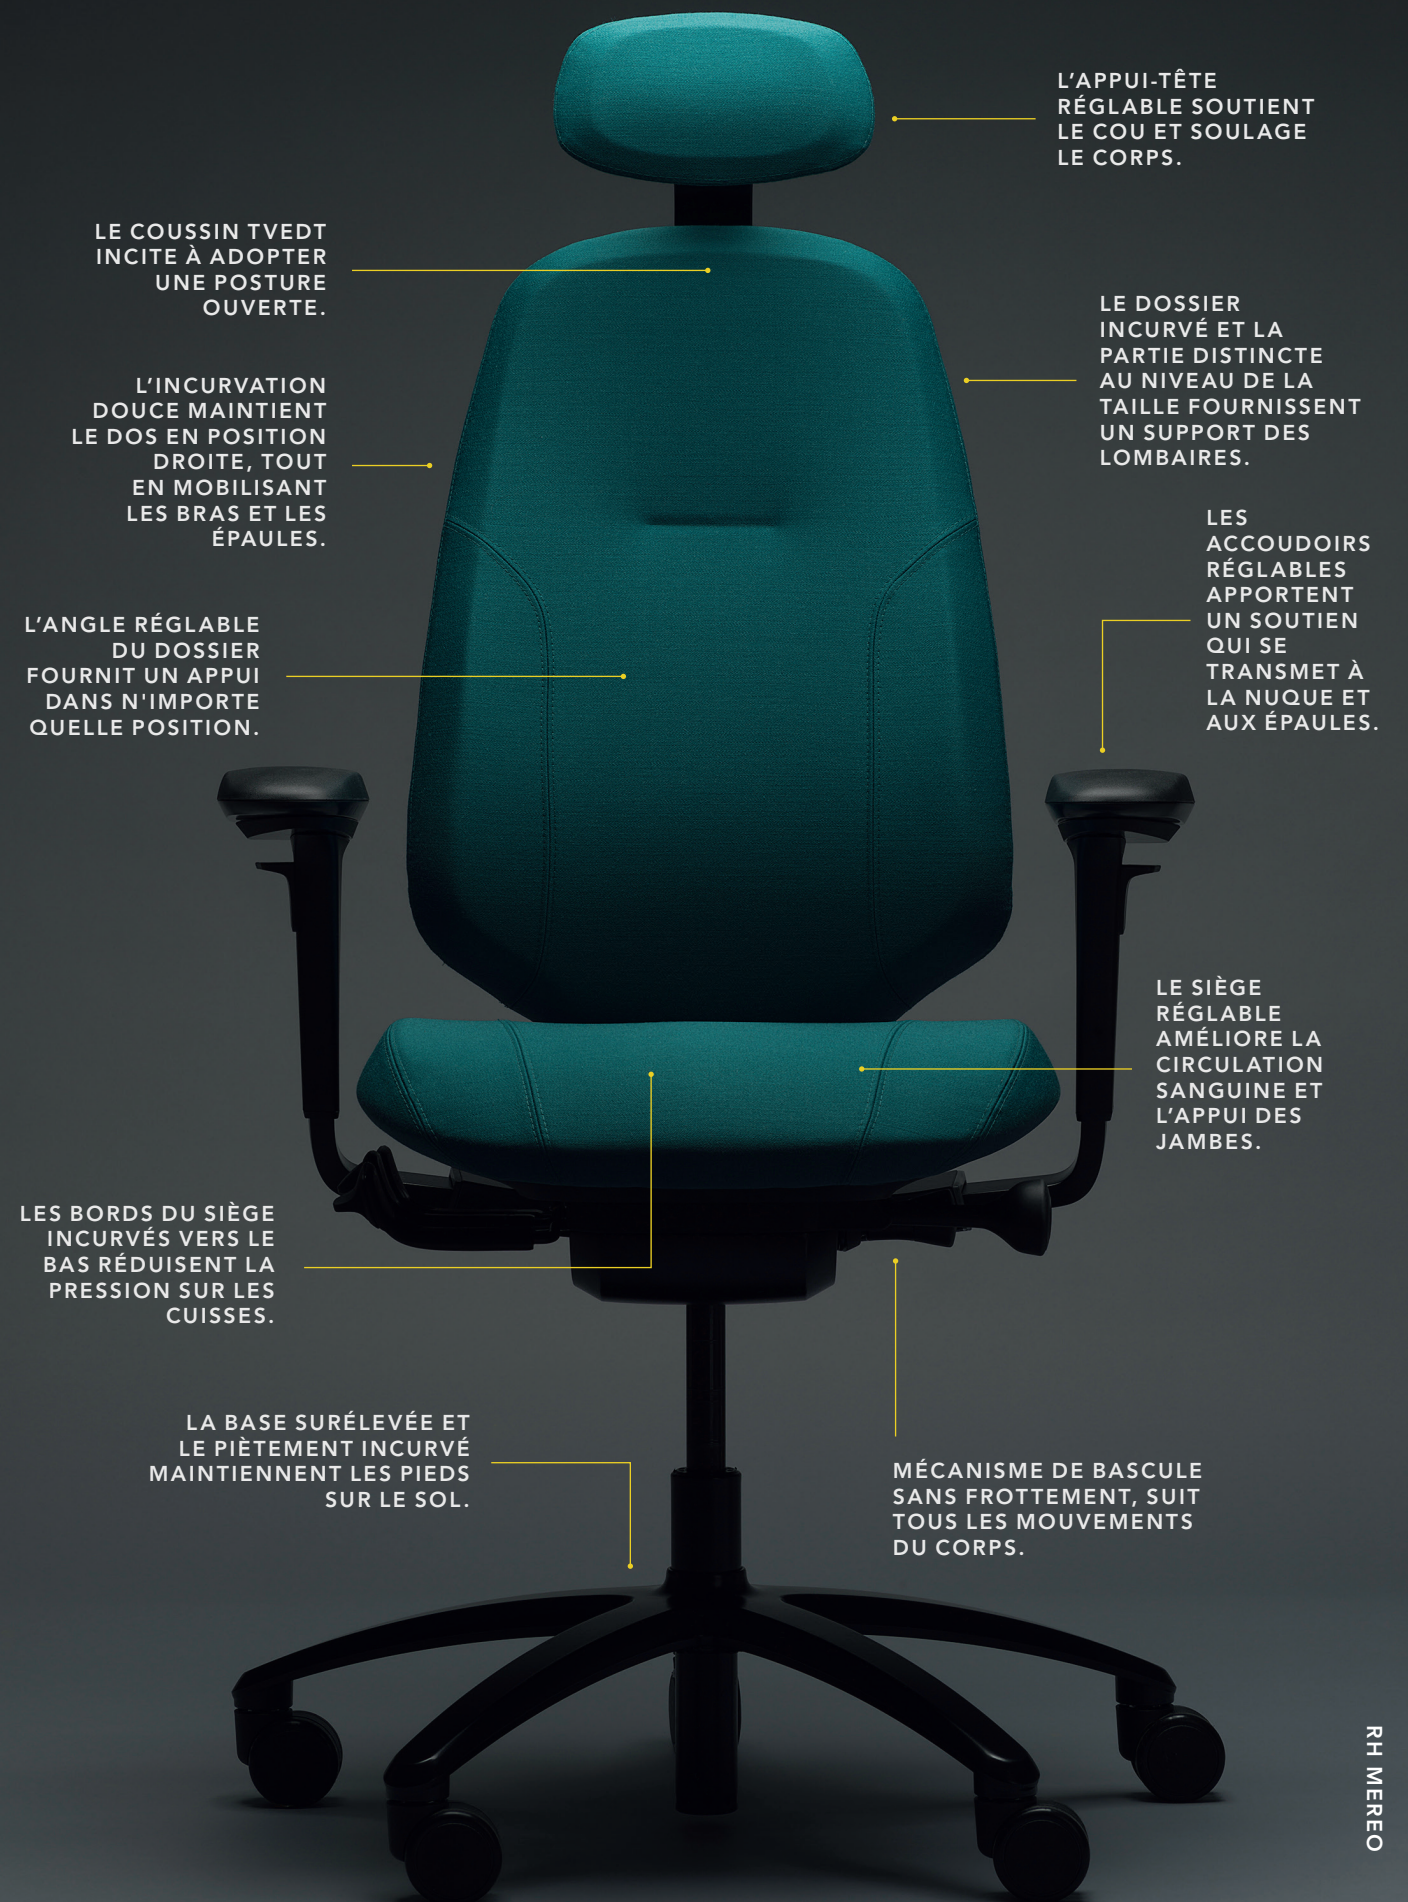 L'APPUI-TÊTE
RÉGLABLE SOUTIENT
LE COU ET SOULAGE
LE CORPS.
LE COUSSIN TVEDT
INCITE À ADOPTER
UNE POSTURE
OUVERTE.
LE DOSSIER
INCURVÉ ET LA
PARTIE DISTINCTE
AU NIVEAU DE LA
TAILLE FOURNISSENT
UN SUPPORT DES
LOMBAIRES.
L'INCURVATION
DOUCE MAINTIENT
LE DOS EN POSITION
DROITE, TOUT
EN MOBILISANT
LES BRAS ET LES
ÉPAULES.
LES
ACCOUDOIRS
RÉGLABLES
APPORTENT
UN SOUTIEN
QUI SE
TRANSMET À
LA NUQUE ET
AUX ÉPAULES.
L'ANGLE RÉGLABLE
DU DOSSIER
FOURNIT UN APPUI
DANS N'IMPORTE
QUELLE POSITION.
LE SIÈGE
RÉGLABLE
AMÉLIORE LA
CIRCULATION
SANGUINE ET
L'APPUI DES
JAMBES.
LES BORDS DU SIÈGE
INCURVÉS VERS LE
BAS RÉDUISENT LA
PRESSION SUR LES
CUISSES.
LA BASE SURÉLEVÉE ET
LE PIÈTEMENT INCURVÉ
MAINTIENNENT LES PIEDS
SUR LE SOL.
MÉCANISME DE BASCULE
SANS FROTTEMENT, SUIT
TOUS LES MOUVEMENTS
DU CORPS.
RH MEREO